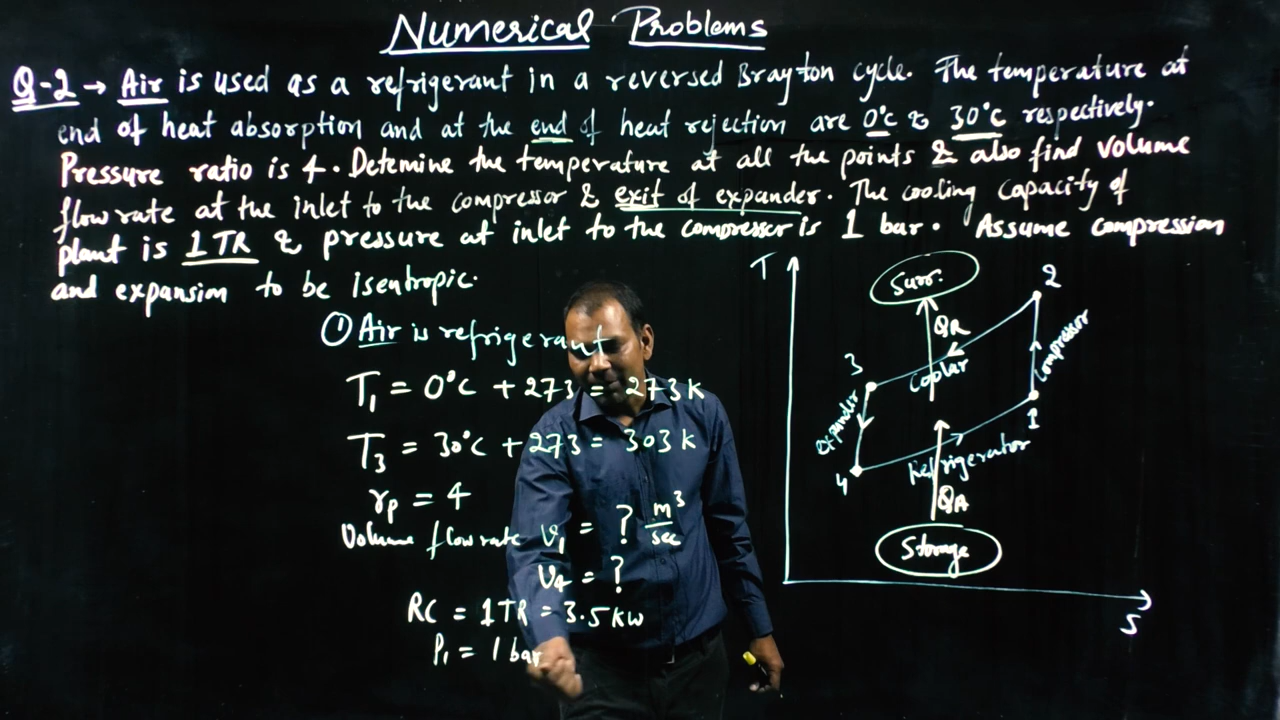 Numerical Problems
Q-2 → Air is used as a refrigerant in a reversed Brayton cycle. The temperature at
end of heat absorption and at the end of heat rejection are 0°C & 30°C respectively.
Pressure ratio is 4. Detemine the temperature at all the points & also find volume
flow rate at the inlet to the compressor & exit of expander. The cooling capacity of
plant is 1 TR & pressure at inlet to the compressor is 1 bar. Assume compression
and expansion to be isentropic.
① Air is refrigerant
T₁ = 0°C + 273 = 273 K
T₃ = 30°C + 273 = 303 K
rp = 4
Volume flow rate v₁ = ? m³/sec
v₄ = ?
RC = 1TR = 3.5 kW
P₁ = 1 bar
T
Surr.
2
QR
Compressor
3
Coolar
Expander
1
Refrigerator
4
QA
Storage
S